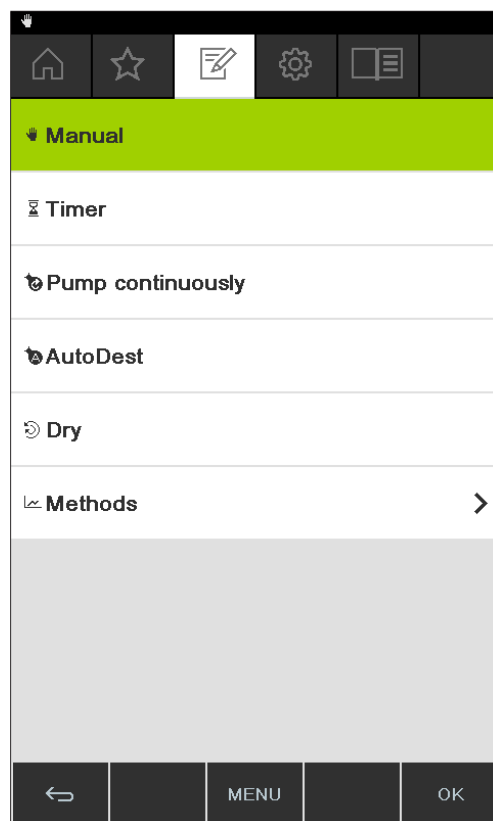 Manual
Timer
Pump continuously
AutoDest
Dry
Methods
MENU
OK